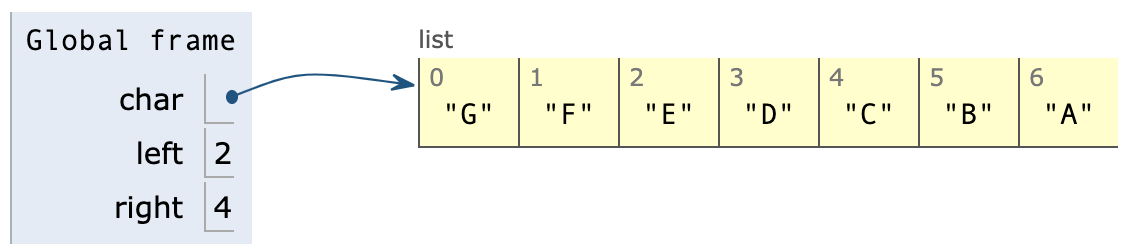 Global frame
char
left 2
right 4
list
0 1 2 3 4 5 6
"G" "F" "E" "D" "C" "B" "A"